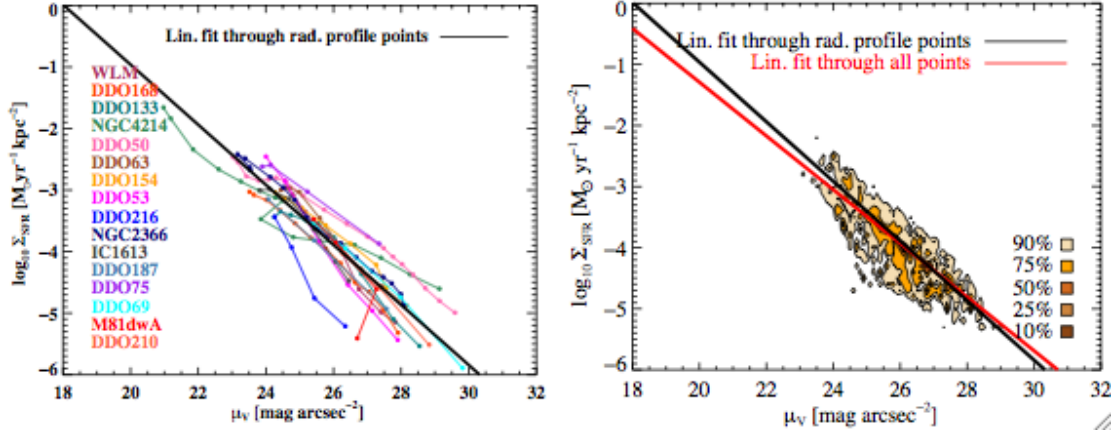 Lin. fit through rad. profile points
WLM
DDO168
DDO133
NGC4214
DDO50
DDO63
DDO154
DDO53
DDO216
NGC2366
IC1613
DDO187
DDO75
DDO69
M81dwA
DDO210
log₁₀ Σ_SFR [M⊙ yr⁻¹ kpc⁻²]
0
−1
−2
−3
−4
−5
−6
18 20 22 24 26 28 30 32
μ_V [mag arcsec⁻²]
Lin. fit through rad. profile points
Lin. fit through all points
log₁₀ Σ_SFR [M⊙ yr⁻¹ kpc⁻²]
0
−1
−2
−3
−4
−5
−6
90%
75%
50%
25%
10%
18 20 22 24 26 28 30 32
μ_V [mag arcsec⁻²]